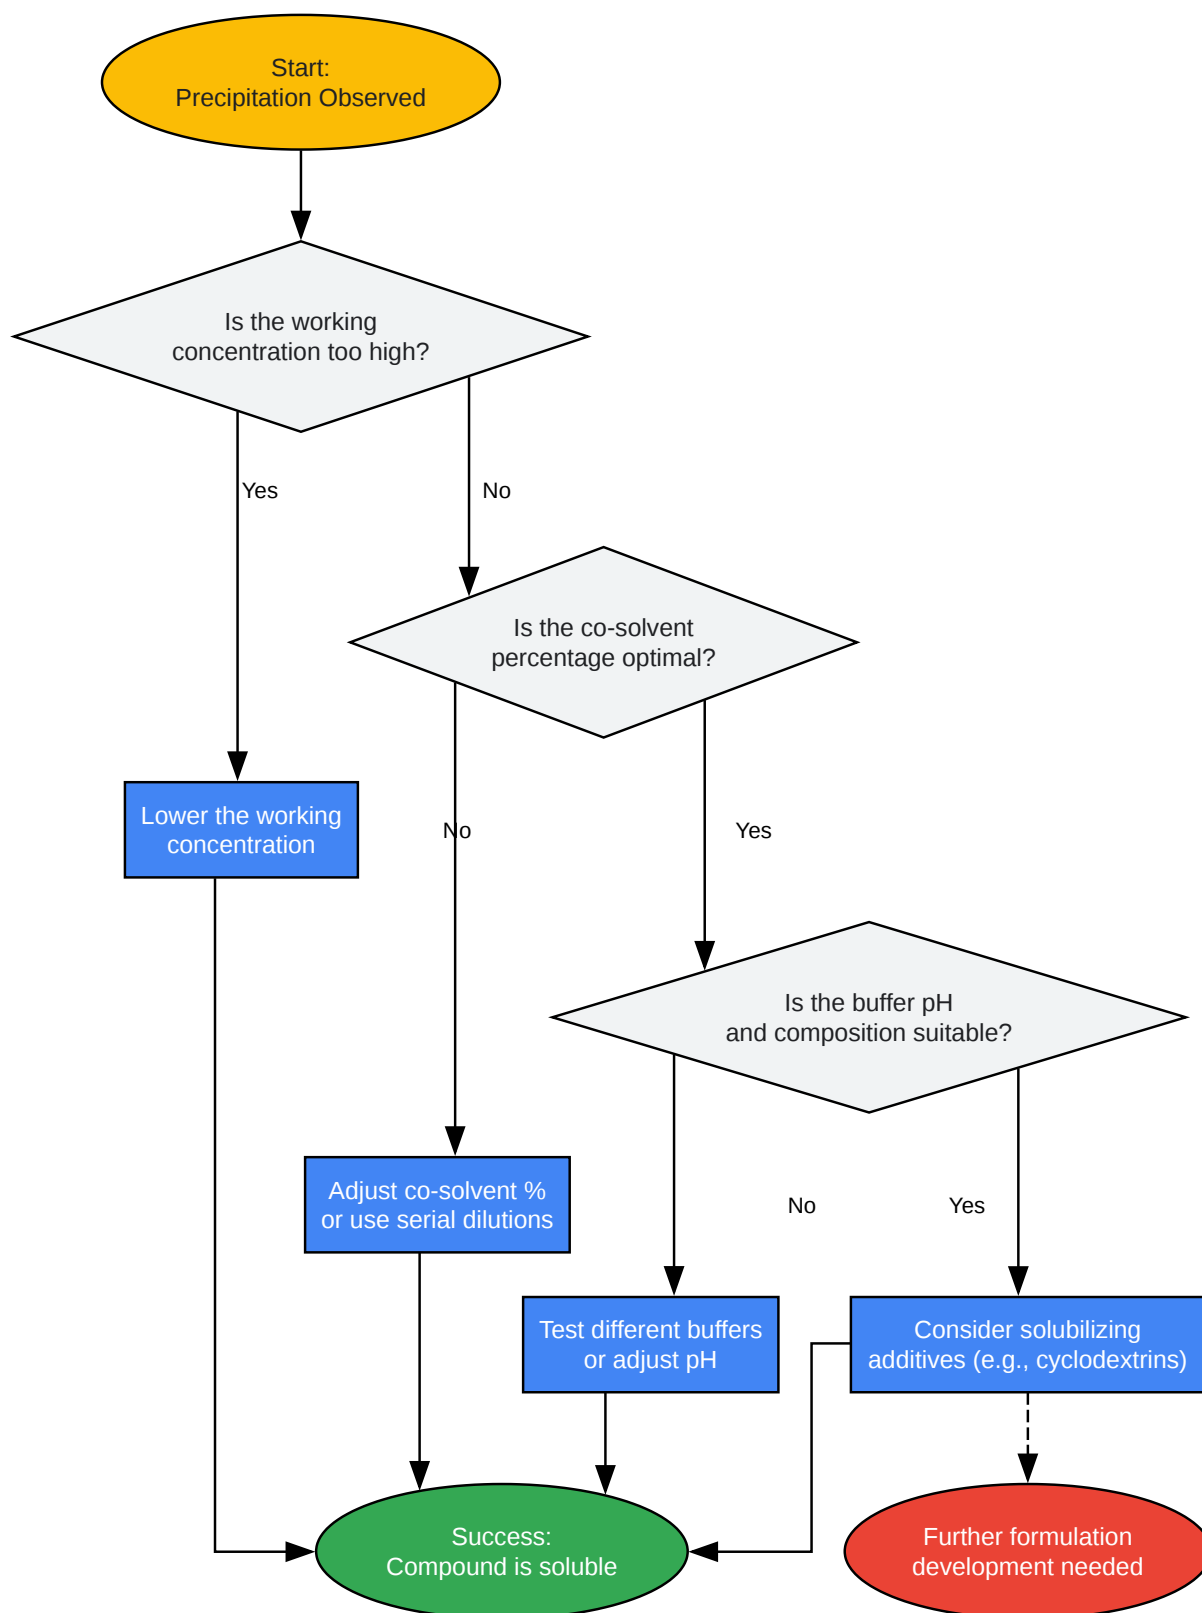 Start:
Precipitation Observed
Is the working
concentration too high?
Yes
No
Is the co-solvent
percentage optimal?
Lower the working
concentration
No
Yes
Is the buffer pH
and composition suitable?
Adjust co-solvent %
or use serial dilutions
No
Yes
Test different buffers
or adjust pH
Consider solubilizing
additives (e.g., cyclodextrins)
Success:
Compound is soluble
Further formulation
development needed